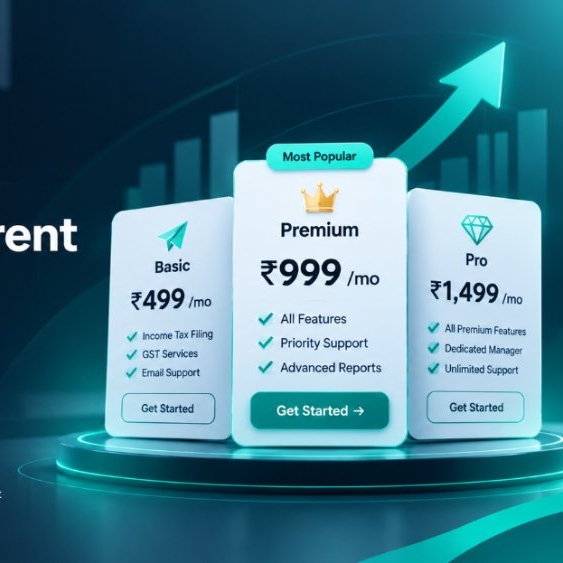 rent
Most Popular
Basic
₹499 /mo
Income Tax Filing
GST Services
Email Support
Get Started
Premium
₹999 /mo
All Features
Priority Support
Advanced Reports
Get Started →
Pro
₹1,499 /mo
All Premium Features
Dedicated Manager
Unlimited Support
Get Started